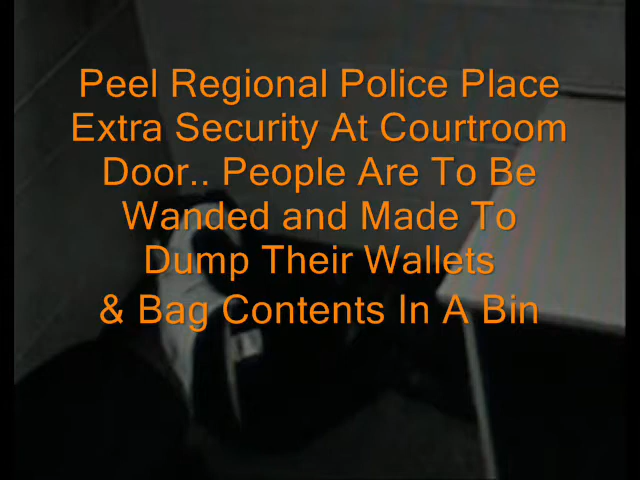 Peel Regional Police Place
Extra Security At Courtroom
Door.. People Are To Be
Wanded and Made To
Dump Their Wallets
& Bag Contents In A Bin